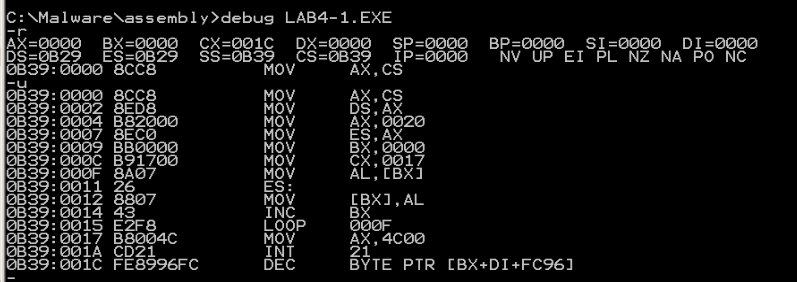 C:\Malware\assembly>debug LAB4-1.EXE
-r
AX=0000  BX=0000  CX=001C  DX=0000  SP=0000  BP=0000  SI=0000  DI=0000
DS=0B29  ES=0B29  SS=0B39  CS=0B39  IP=0000   NV UP EI PL NZ NA PO NC
0B39:0000 8CC8          MOV     AX,CS
-u
0B39:0000 8CC8          MOV     AX,CS
0B39:0002 8ED8          MOV     DS,AX
0B39:0004 B82000        MOV     AX,0020
0B39:0007 8EC0          MOV     ES,AX
0B39:0009 BB0000        MOV     BX,0000
0B39:000C B91700        MOV     CX,0017
0B39:000F 8A07          MOV     AL,[BX]
0B39:0011 26            ES:
0B39:0012 8807          MOV     [BX],AL
0B39:0014 43            INC     BX
0B39:0015 E2F8          LOOP    000F
0B39:0017 B8004C        MOV     AX,4C00
0B39:001A CD21          INT     21
0B39:001C FE8996FC      DEC     BYTE PTR [BX+DI+FC96]
-